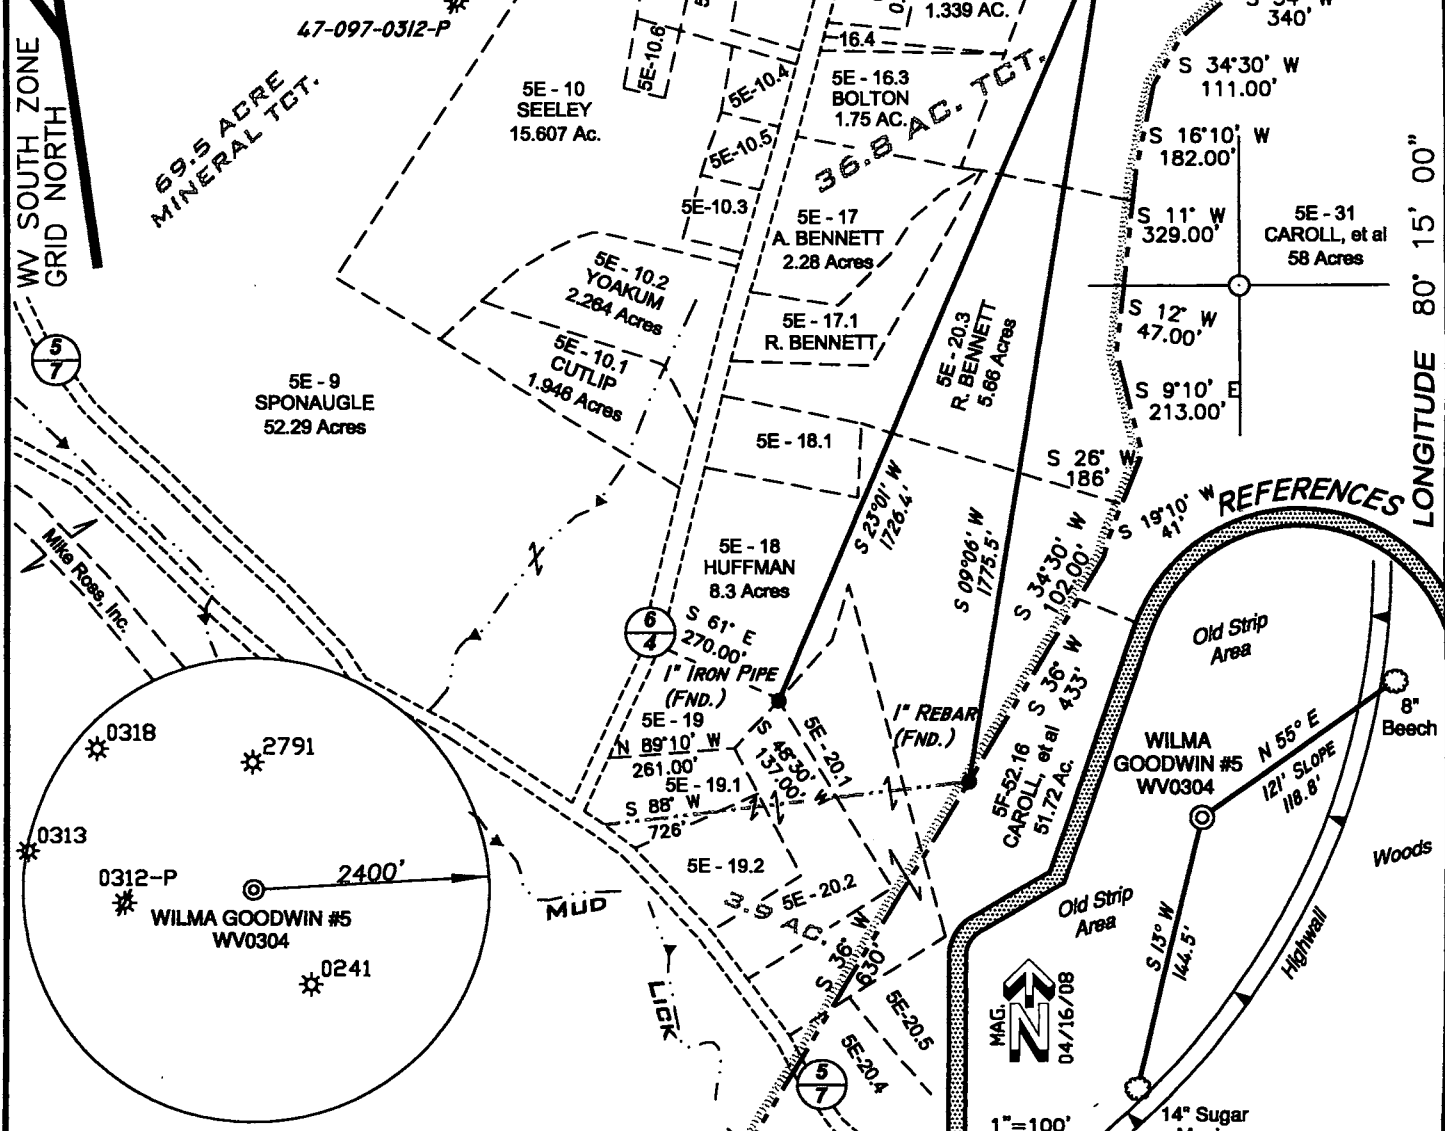 47-097-0312-P
WV SOUTH ZONE
GRID NORTH
69.5 ACRE
MINERAL TCT.
5E - 10
SEELEY
15.607 Ac.
5E-10.6
5E-10.4
5E-10.5
5E-10.3
1.339 AC.
16.4
5E - 16.3
BOLTON
1.75 AC.
36.8 AC. TCT.
340'
S 34°30' W
111.00'
S 16°10' W
182.00'
S 11° W
329.00'
5E - 31
CAROLL, et al
58 Acres
S 12° W
47.00'
S 9°10' E
213.00'
LONGITUDE 80° 15' 00"
5E - 17
A. BENNETT
2.28 Acres
5E - 10.2
YOAKUM
2.264 Acres
5E - 17.1
R. BENNETT
5E - 20.3
R. BENNETT
5.66 Acres
5E - 10.1
CUTLIP
1.946 Acres
5
7
5E - 9
SPONAUGLE
52.29 Acres
5E - 18.1
S 26° W
186'
S 19°10' W
41'
REFERENCES
S 23°01' W
1726.4'
S 09°06' W
1775.5'
S 34°30' W
102.00'
Mike Ross, Inc.
5E - 18
HUFFMAN
8.3 Acres
6
4
S 61° E
270.00'
1" IRON PIPE
(FND.)
5E - 19
N 89°10' W
261.00'
5E - 19.1
S 88° W
726'
S 48°30' W
137.00'
5E - 20.1
1" REBAR
(FND.)
S 36° W
433'
5F-52.16
CAROLL, et al
51.72 Ac.
Old Strip
Area
8"
Beech
WILMA
GOODWIN #5
WV0304
N 55° E
121' SLOPE
118.8'
Woods
0318
2791
0313
0312-P
2400'
WILMA GOODWIN #5
WV0304
0241
MUD
LICK
5E - 19.2
5E - 20.2
3.9 AC.
S 36° W
630'
5E-20.5
5E-20.4
5
7
Old Strip
Area
S 13° W
144.5'
Highwall
MAG.
N
04/16/08
1"=100'
14" Sugar